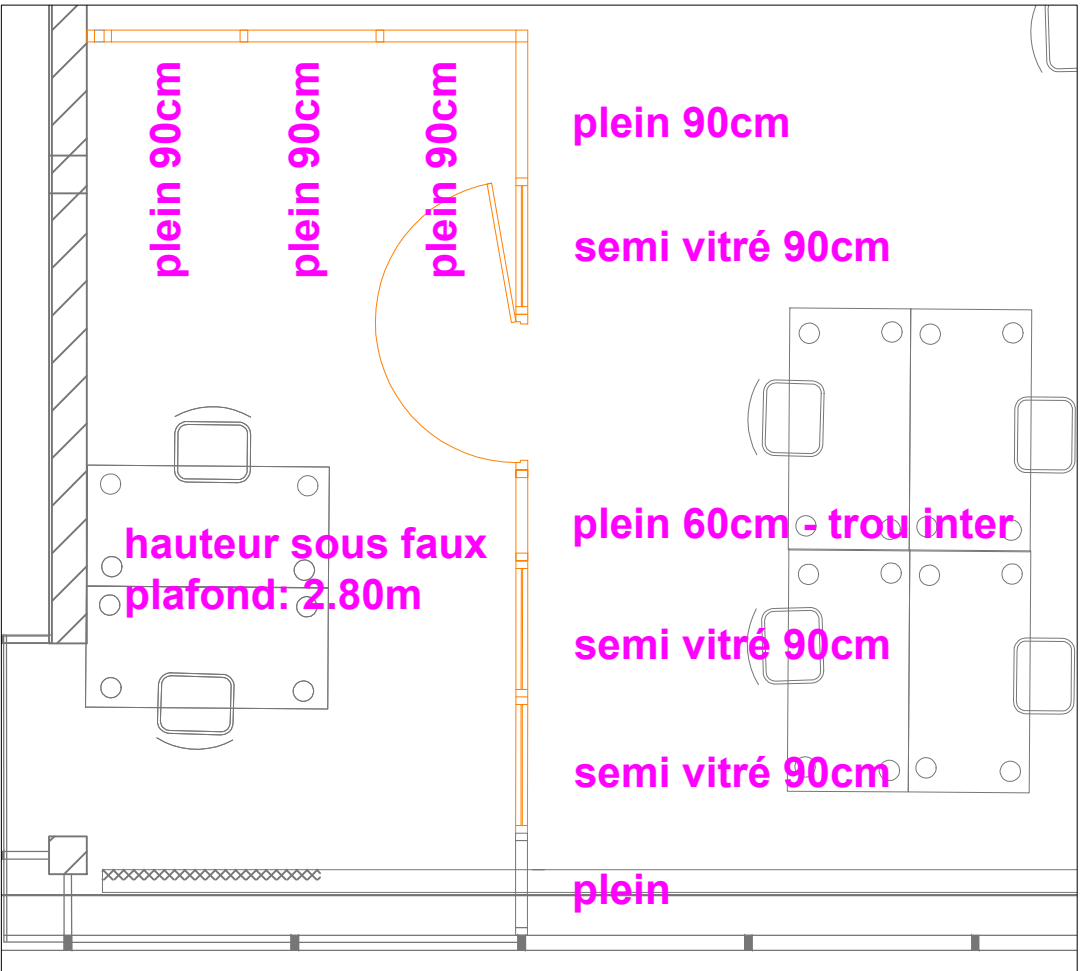 plein 90cm
plein 90cm
plein 90cm
plein 90cm
semi vitré 90cm
hauteur sous faux
plafond: 2.80m
plein 60cm - trou inter
semi vitré 90cm
semi vitré 90cm
plein